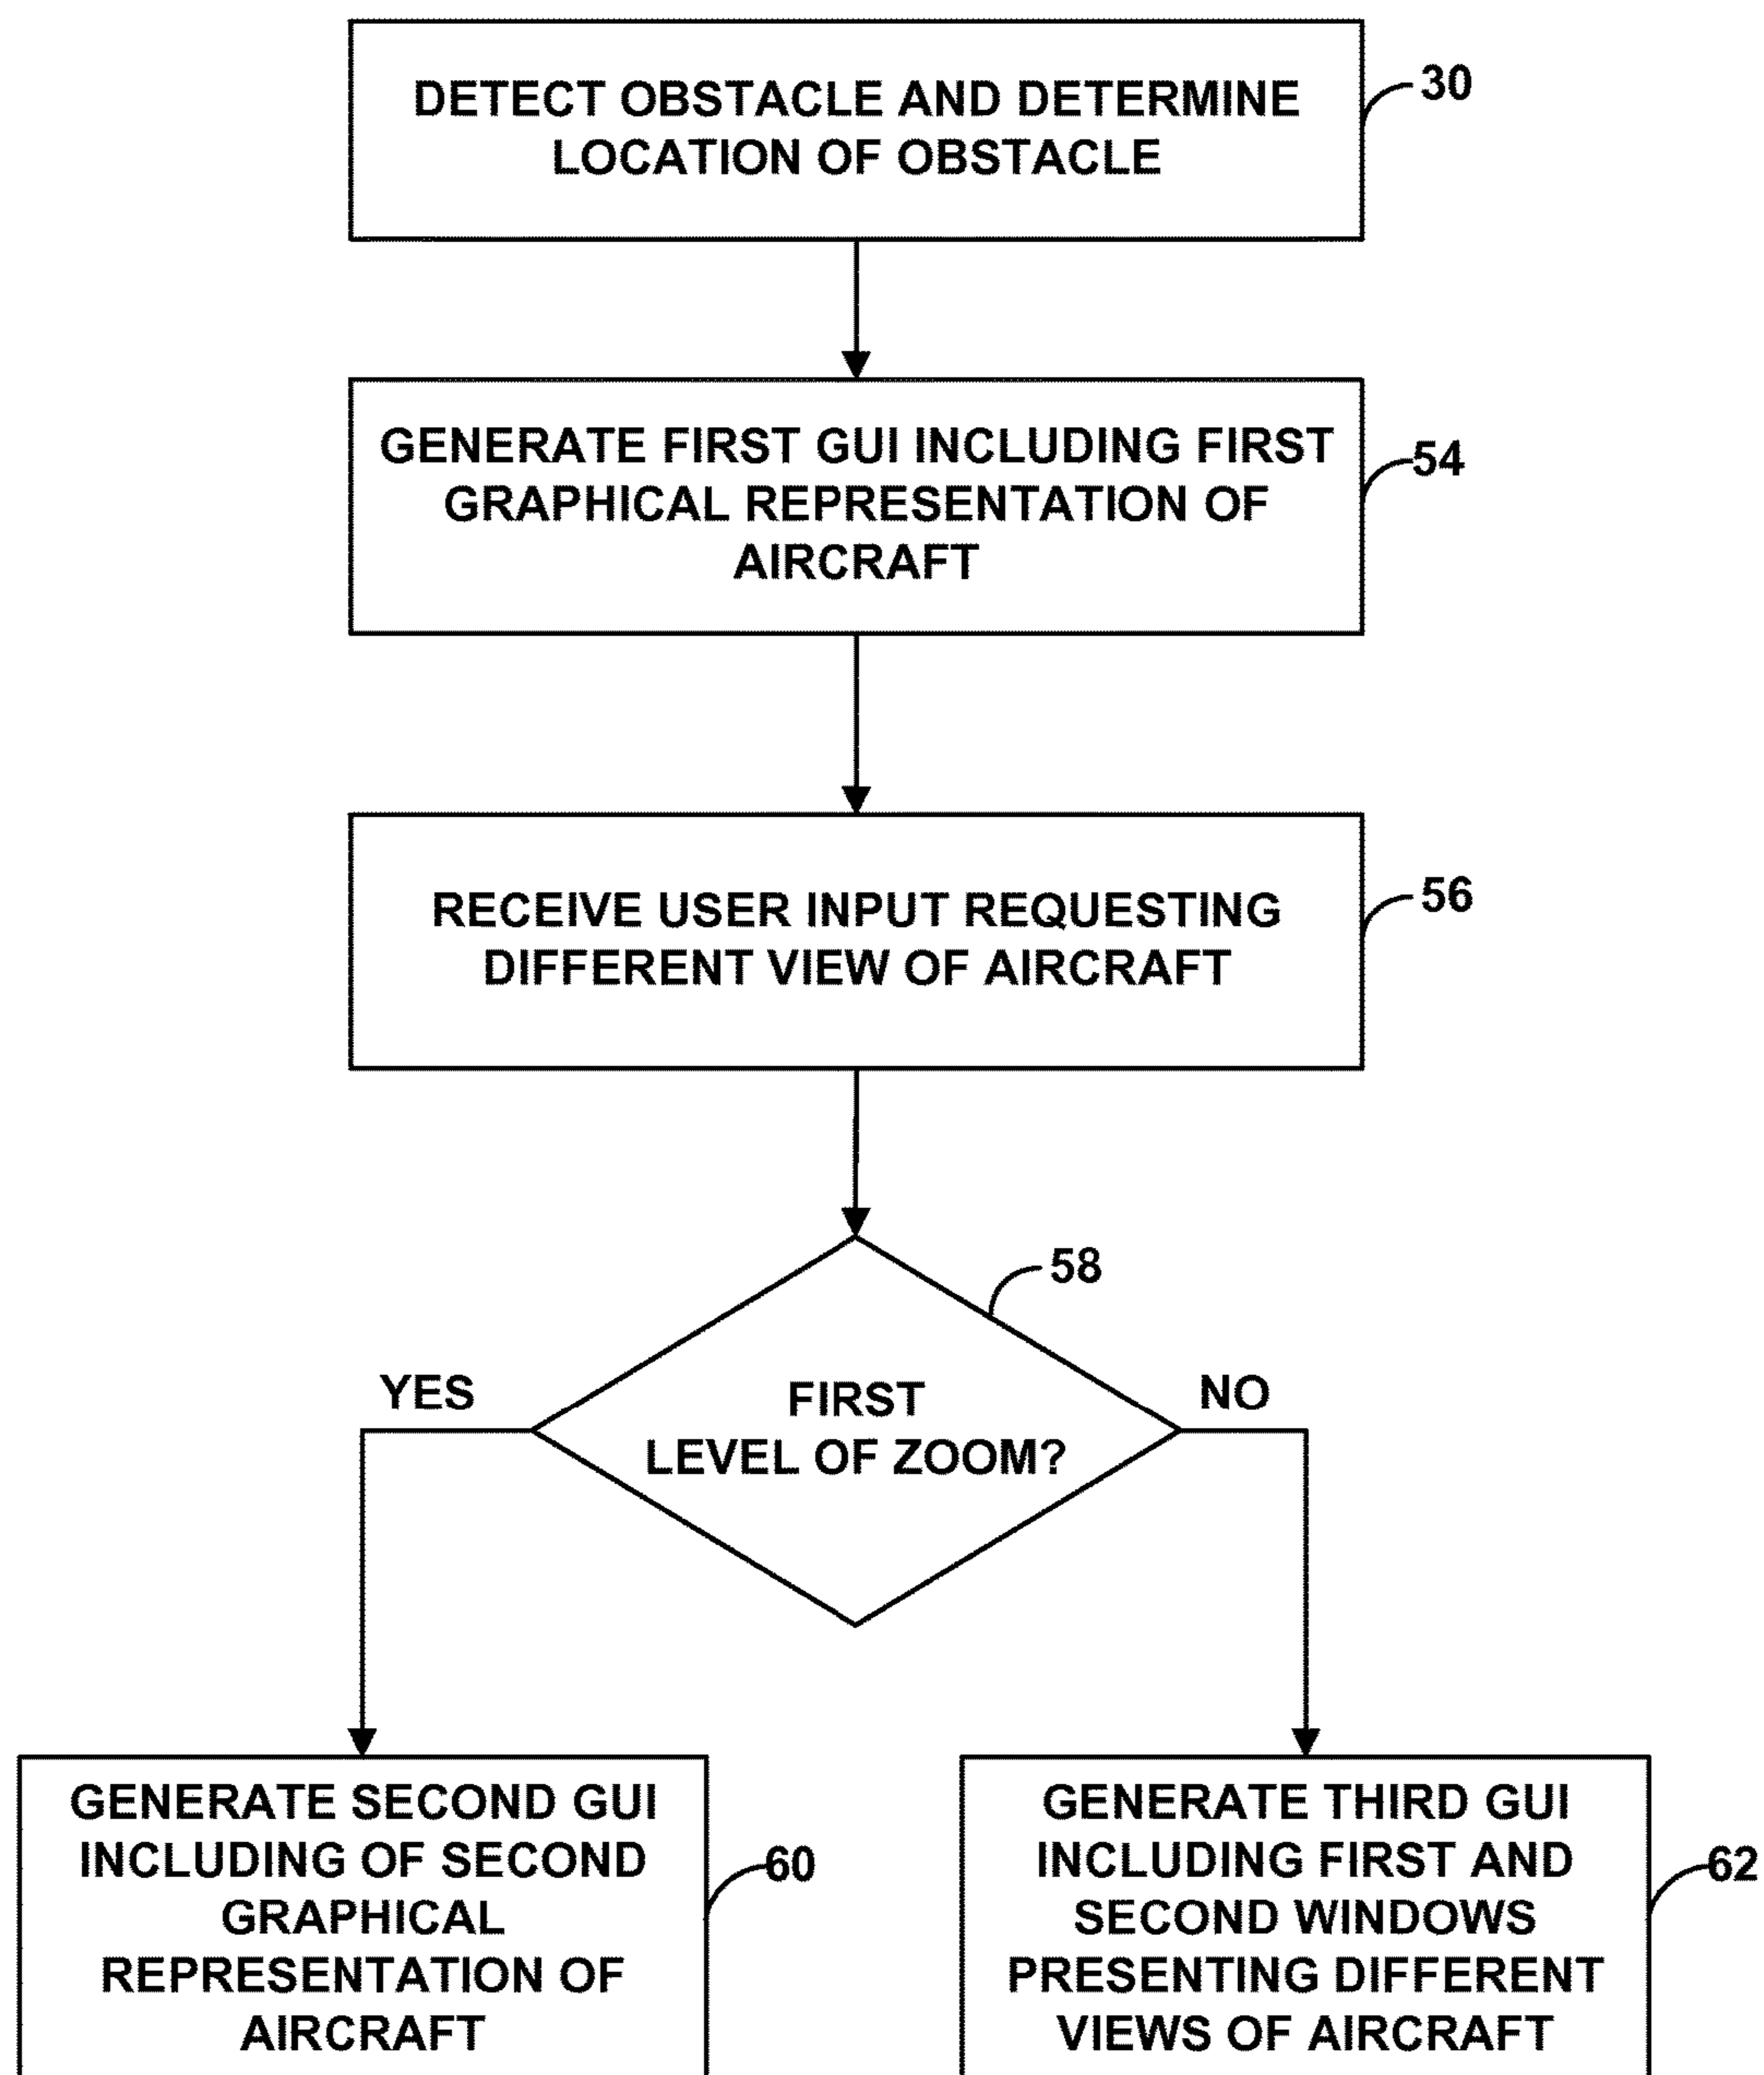 DETECT OBSTACLE AND DETERMINE
LOCATION OF OBSTACLE
30
GENERATE FIRST GUI INCLUDING FIRST
GRAPHICAL REPRESENTATION OF
AIRCRAFT
54
RECEIVE USER INPUT REQUESTING
DIFFERENT VIEW OF AIRCRAFT
56
58
YES
FIRST
LEVEL OF ZOOM?
NO
GENERATE SECOND GUI
INCLUDING OF SECOND
GRAPHICAL
REPRESENTATION OF
AIRCRAFT
60
GENERATE THIRD GUI
INCLUDING FIRST AND
SECOND WINDOWS
PRESENTING DIFFERENT
VIEWS OF AIRCRAFT
62